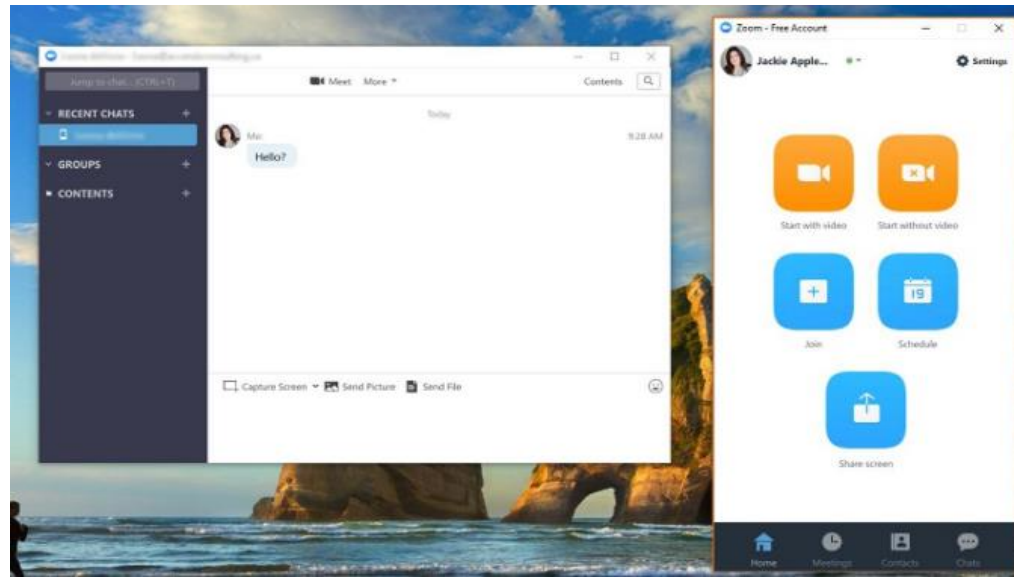 Zoom - Free Account
Jackie Apple...
Settings
Jump to chat... (CTRL+T)
Meet More
Contents
RECENT CHATS
Today
Me:
9:28 AM
Hello?
GROUPS
CONTENTS
Start with video
Start without video
19
Join
Schedule
Capture Screen
Send Picture
Send File
Share screen
Home
Meetings
Contacts
Chats